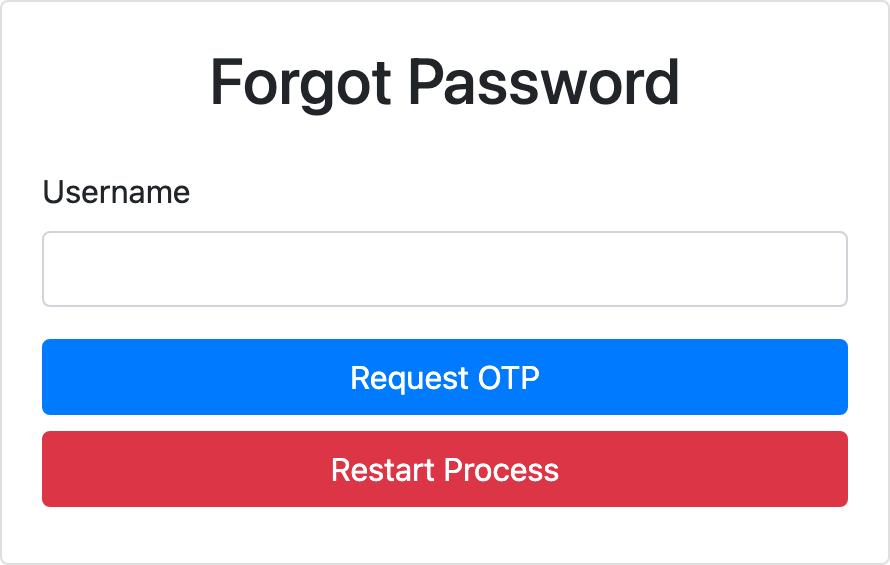 Forgot Password
Username
Request OTP
Restart Process